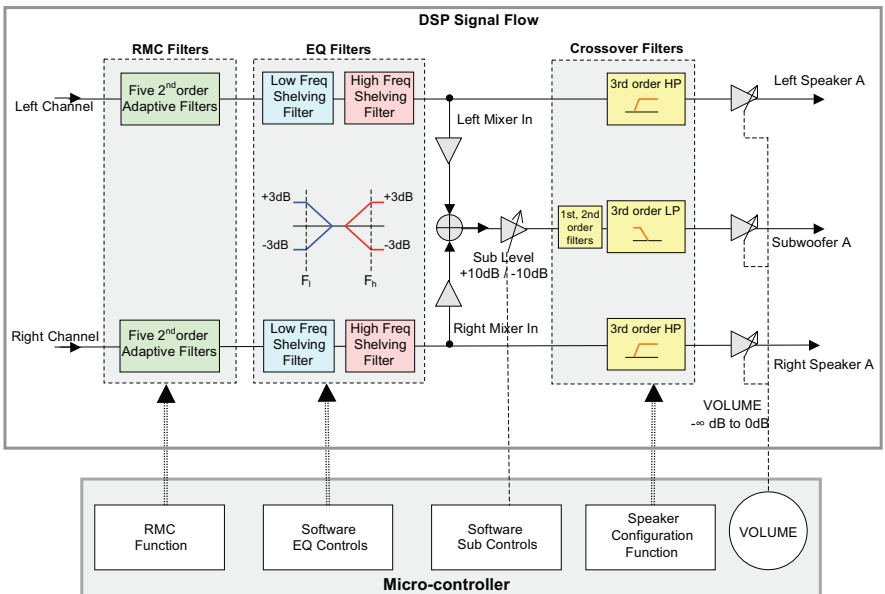 DSP Signal Flow
RMC Filters
EQ Filters
Crossover Filters
Left Channel
Five 2nd order
Adaptive Filters
Low Freq
Shelving
Filter
High Freq
Shelving
Filter
Left Mixer In
3rd order HP
Left Speaker A
+3dB
-3dB
Fl
+3dB
-3dB
Fh
Sub Level
+10dB / -10dB
1st, 2nd
order
filters
3rd order LP
Subwoofer A
Right Channel
Five 2nd order
Adaptive Filters
Low Freq
Shelving
Filter
High Freq
Shelving
Filter
Right Mixer In
3rd order HP
Right Speaker A
VOLUME
-∞ dB to 0dB
RMC
Function
Software
EQ Controls
Software
Sub Controls
Speaker
Configuration
Function
VOLUME
Micro-controller